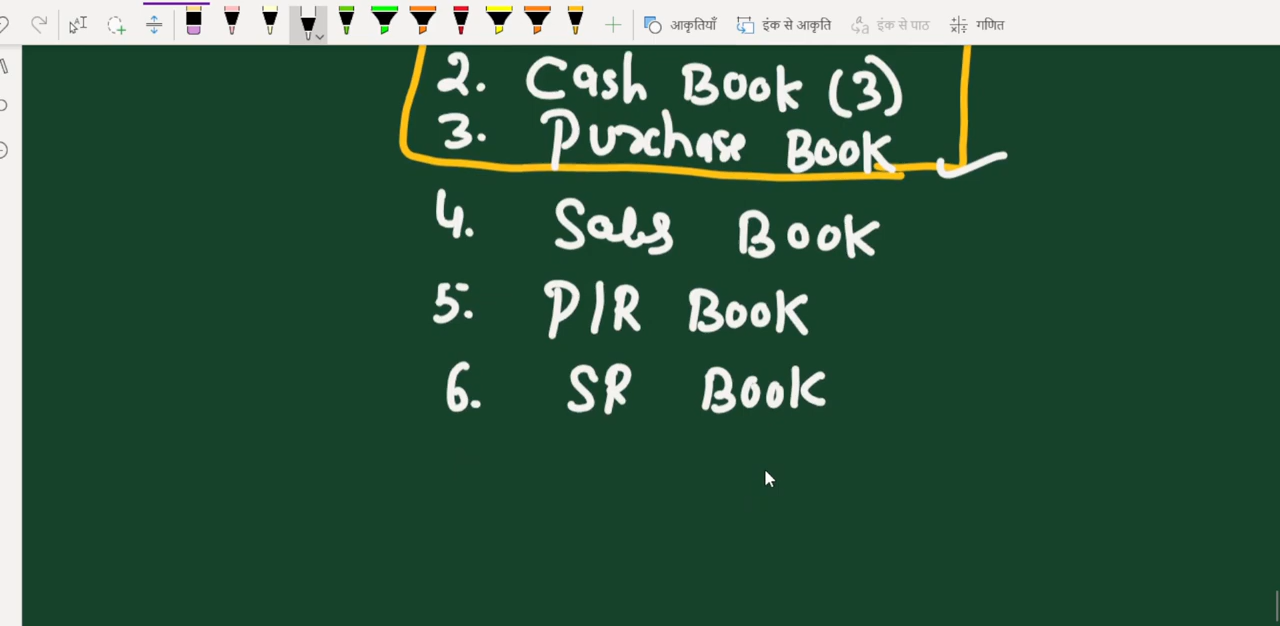 आकृतियाँ इंक से आकृति इंक से पाठ गणित
2. Cash Book (3)
3. Purchase Book
4. Sales Book
5. P/R Book
6. SR Book